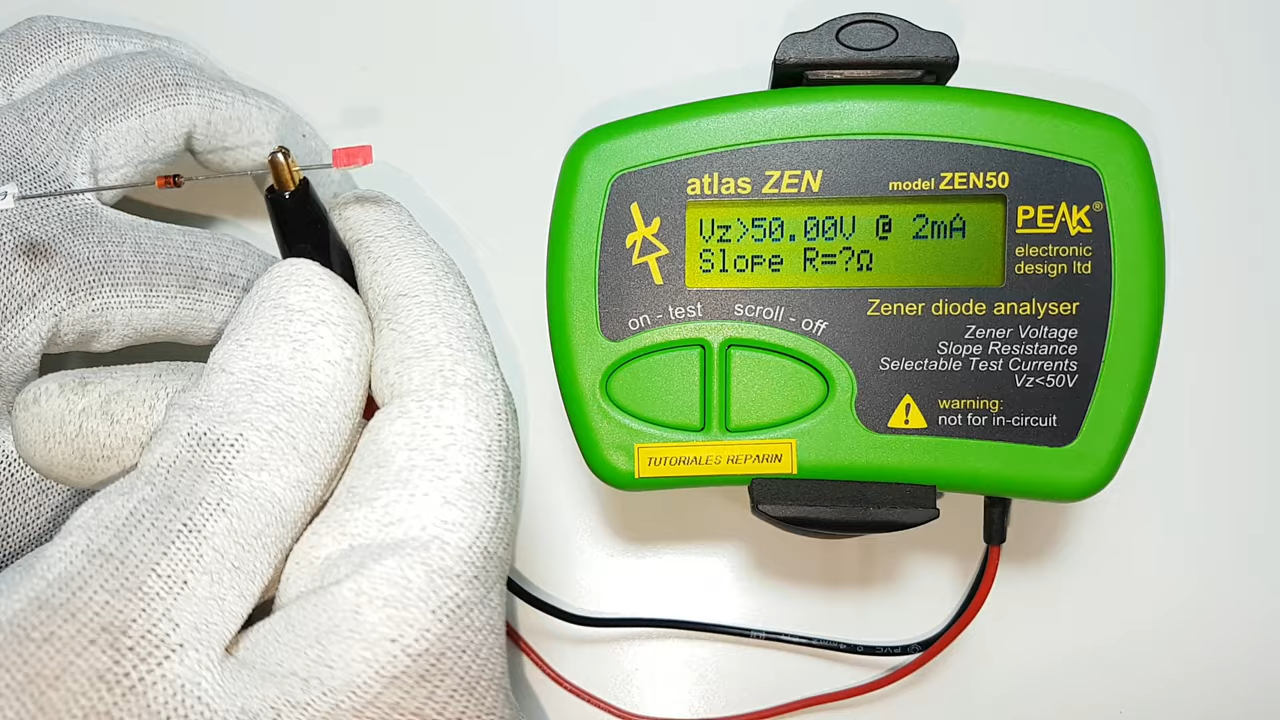 atlas ZEN
model ZEN50
Vz>50.00V @ 2mA
Slope R=?Ω
PEAK®
electronic
design ltd
on - test
scroll - off
Zener diode analyser
Zener Voltage
Slope Resistance
Selectable Test Currents
Vz<50V
warning:
not for in-circuit
TUTORIALES REPARIN
PVC